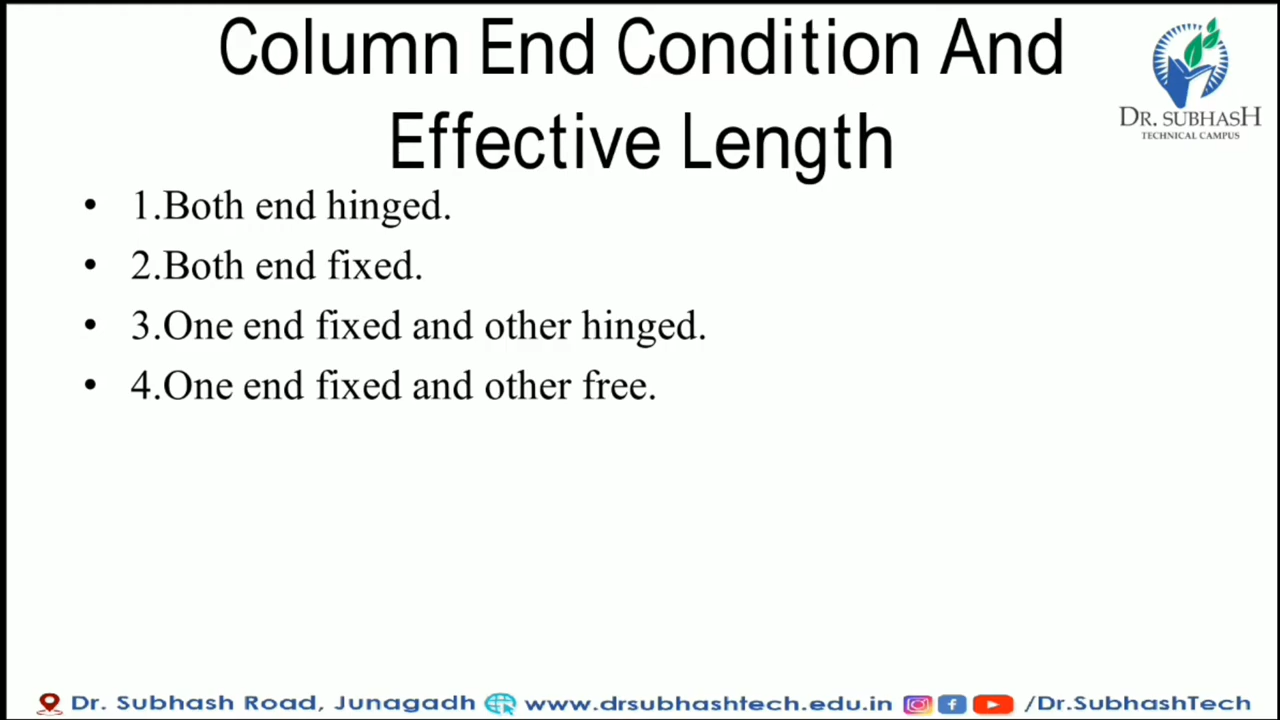 Column End Condition And
Effective Length
DR. SUBHASH
TECHNICAL CAMPUS
• 1.Both end hinged.
• 2.Both end fixed.
• 3.One end fixed and other hinged.
• 4.One end fixed and other free.
Dr. Subhash Road, Junagadh www.drsubhashtech.edu.in /Dr.SubhashTech